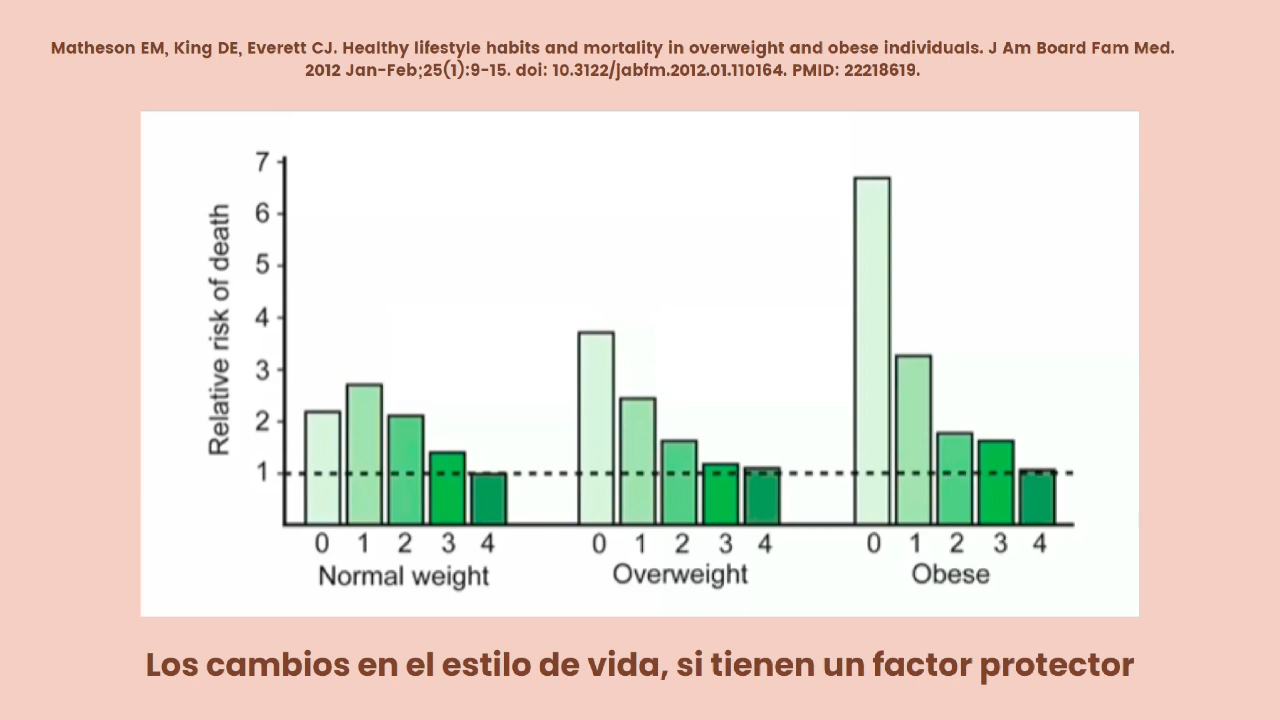 Matheson EM, King DE, Everett CJ. Healthy lifestyle habits and mortality in overweight and obese individuals. J Am Board Fam Med.
2012 Jan-Feb;25(1):9-15. doi: 10.3122/jabfm.2012.01.110164. PMID: 22218619.
Relative risk of death
7
6
5
4
3
2
1
0 1 2 3 4
Normal weight
0 1 2 3 4
Overweight
0 1 2 3 4
Obese
Los cambios en el estilo de vida, si tienen un factor protector